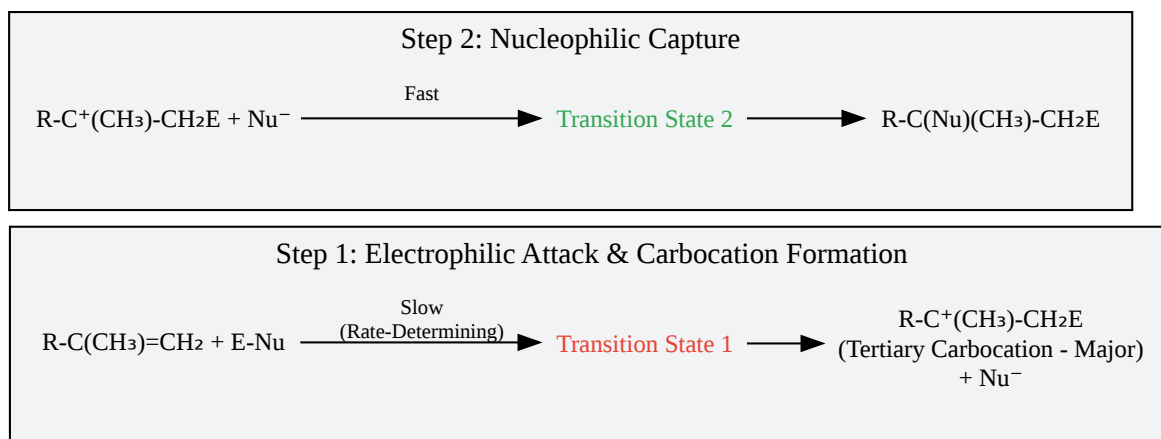 Step 2: Nucleophilic Capture
Fast
R-C⁺(CH₃)-CH₂E + Nu⁻
Transition State 2
R-C(Nu)(CH₃)-CH₂E
Step 1: Electrophilic Attack & Carbocation Formation
Slow
(Rate-Determining)
R-C(CH₃)=CH₂ + E-Nu
Transition State 1
R-C⁺(CH₃)-CH₂E
(Tertiary Carbocation - Major)
+ Nu⁻